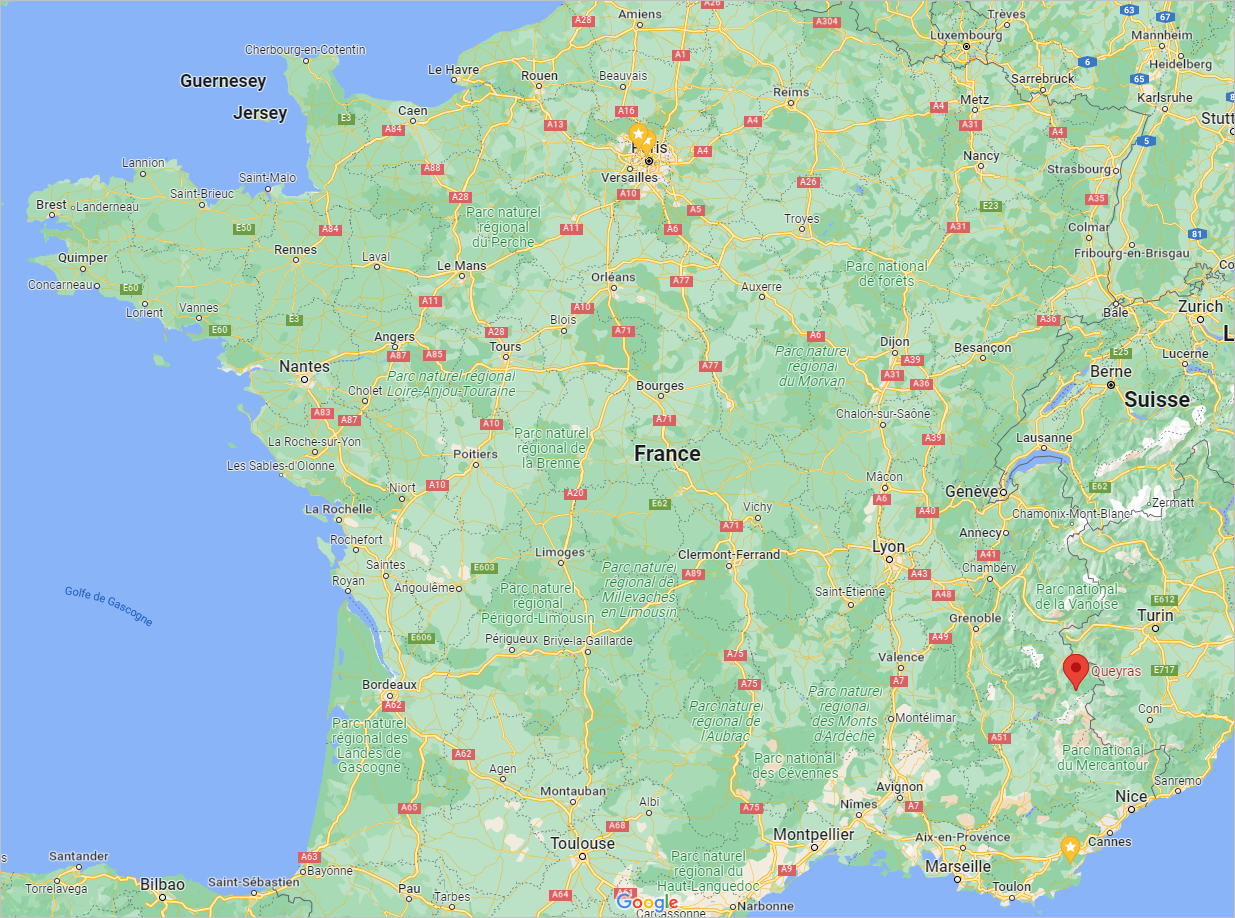 A28
Amiens
A26
A304
Trèves
63
67
Luxembourg
Mannheim
Cherbourg-en-Cotentin
A1
6
Heidelberg
Guernesey
Le Havre
Rouen
Beauvais
Sarrebruck
65
Jersey
Caen
E3
A84
A13
A16
Reims
A4
A4
Metz
A31
Karlsruhe
Stutt
A4
5
Paris
A4
Versailles
Nancy
Strasbourg
Lannion
Saint-Malo
Saint-Brieuc
A88
A28
A10
A26
A35
Brest
Landerneau
Parc naturel
régional
du Perche
A5
E23
E50
A84
A11
A6
Troyes
A31
Colmar
81
Rennes
Laval
Le Mans
Fribourg-en-Brisgau
Quimper
Parc national
de forêts
Co
Concarneau
E60
Orléans
A77
Auxerre
Lorient
Vannes
A11
A10
Bâle
Zurich
E60
E3
Blois
A71
A36
A28
Angers
Tours
A6
Dijon
Besançon
E25
Lucerne
L
A87
A85
Parc naturel
régional
du Morvan
A39
A31
A36
Nantes
A77
Berne
Parc naturel régional
Loire-Anjou-Touraine
Cholet
Bourges
Suisse
A83
A87
A10
A71
Chalon-sur-Saône
La Roche-sur-Yon
Parc naturel
régional de
la Brenne
France
A39
Lausanne
Les Sables-d'Olonne
Poitiers
Niort
A10
A20
E62
Mâcon
A6
Genève
E62
Zermatt
La Rochelle
Vichy
A40
Chamonix-Mont-Blanc
A71
Rochefort
Annecy
Saintes
Limoges
Clermont-Ferrand
Lyon
A41
Royan
Angoulême
E603
Parc naturel
régional de
Millevaches
en Limousin
A89
A43
Chambéry
Golfe de Gascogne
Parc naturel
régional
Périgord-Limousin
Saint-Étienne
A48
Parc national
de la Vanoise
E612
Turin
E606
Périgueux
Brive-la-Gaillarde
A49
Grenoble
A75
Valence
Queyras
E717
Bordeaux
A75
A7
A62
Parc naturel
régional de
l'Aubrac
Parc naturel
régional
des Monts
d'Ardèche
Montélimar
Coni
Parc naturel
régional des
Landes de
Gascogne
A62
A51
Parc national
du Mercantour
Parc national
des Cévennes
Agen
Montauban
Avignon
Sanremo
A65
Albi
A75
Nîmes
A7
Nice
A68
Toulouse
Montpellier
Aix-en-Provence
Cannes
s
Santander
A63
Bayonne
Parc naturel
régional du
Haut-Languedoc
A9
Marseille
Torrelavega
Bilbao
Saint-Sébastien
Pau
Tarbes
A64
A61
Google
Carcassonne
Narbonne
Toulon